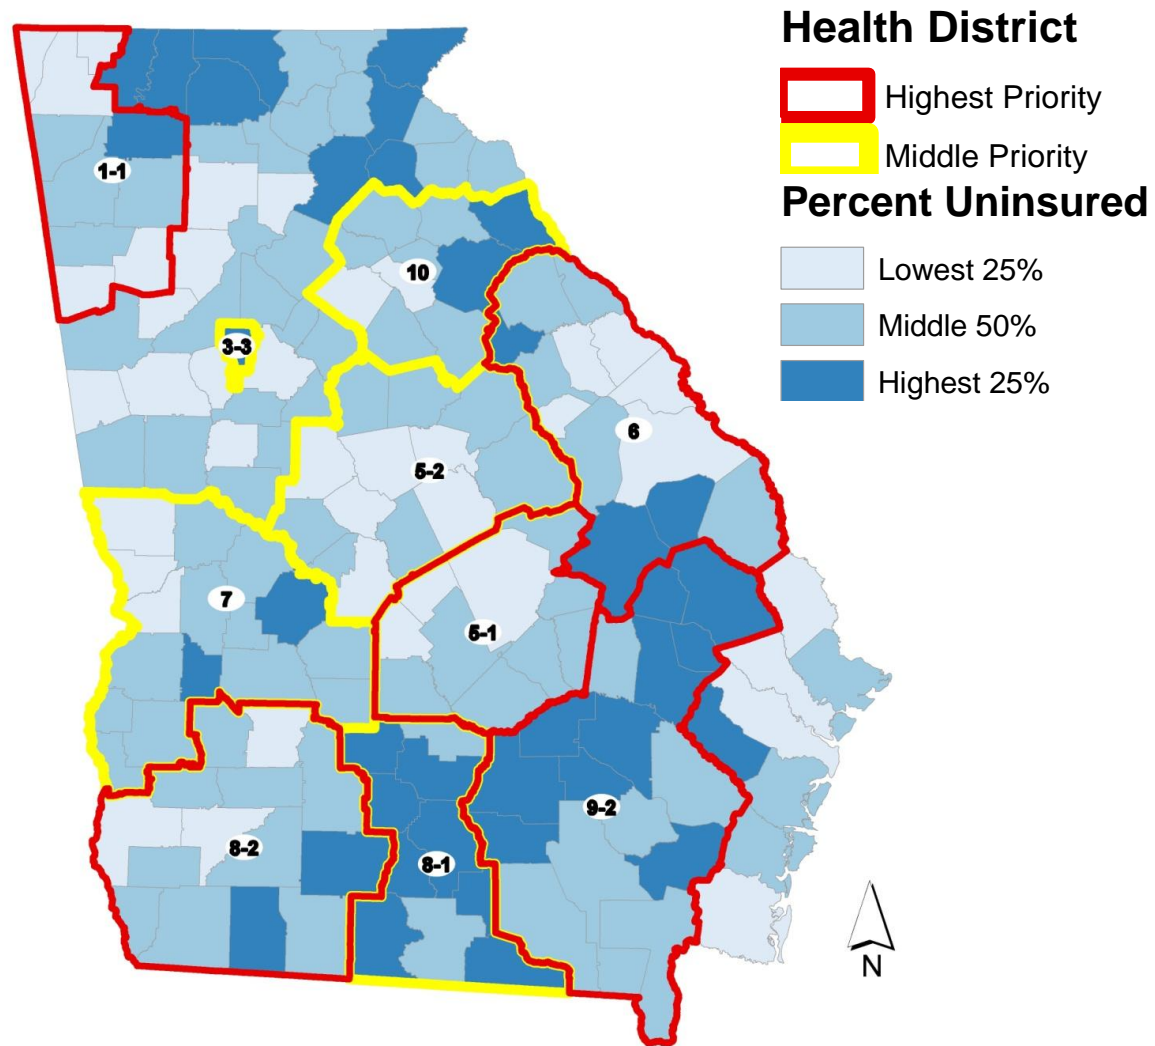 Health District
Highest Priority
Middle Priority
Percent Uninsured
Lowest 25%
Middle 50%
Highest 25%
1-1
10
3-3
6
5-2
7
5-1
9-2
8-2
8-1
N